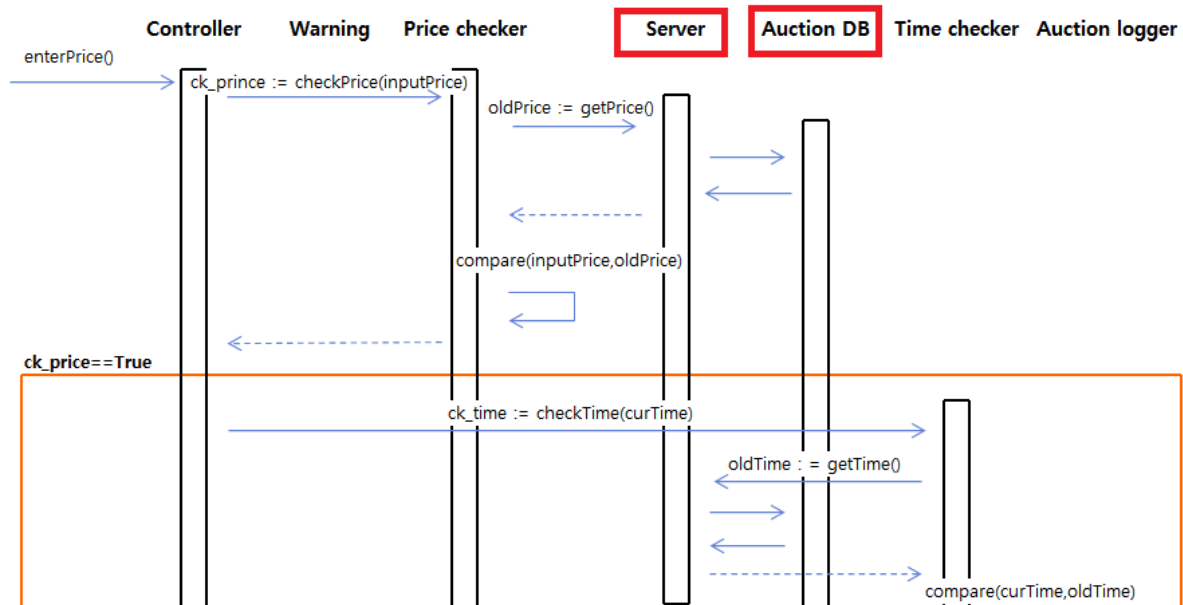 Controller Warning Price checker Server Auction DB Time checker Auction logger
enterPrice()
ck_prince := checkPrice(inputPrice)
oldPrice := getPrice()
compare(inputPrice,oldPrice)
ck_price==True
ck_time := checkTime(curTime)
oldTime : = getTime()
compare(curTime,oldTime)